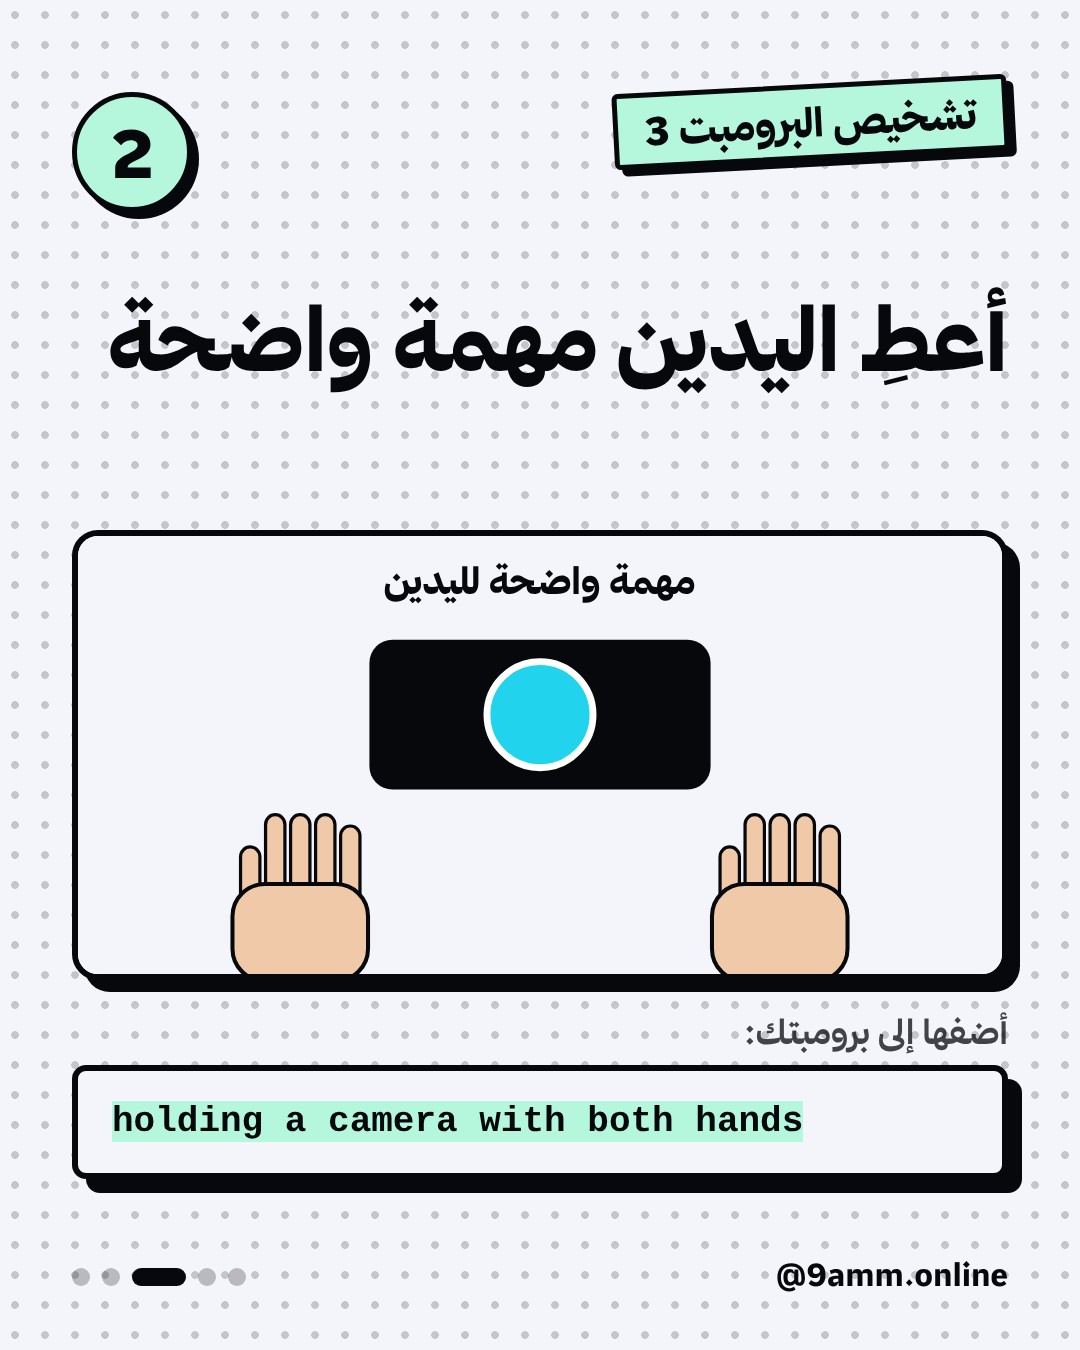 تشخيص البرومبت 3
2
أعطِ اليدين مهمة واضحة
مهمة واضحة لليدين
أضفها إلى برومبتك:
holding a camera with both hands
@9amm.online